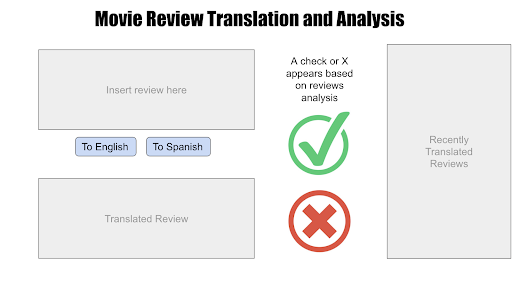 Movie Review Translation and Analysis
Insert review here
To English
To Spanish
Translated Review
A check or X
appears based
on reviews
analysis
Recently
Translated
Reviews